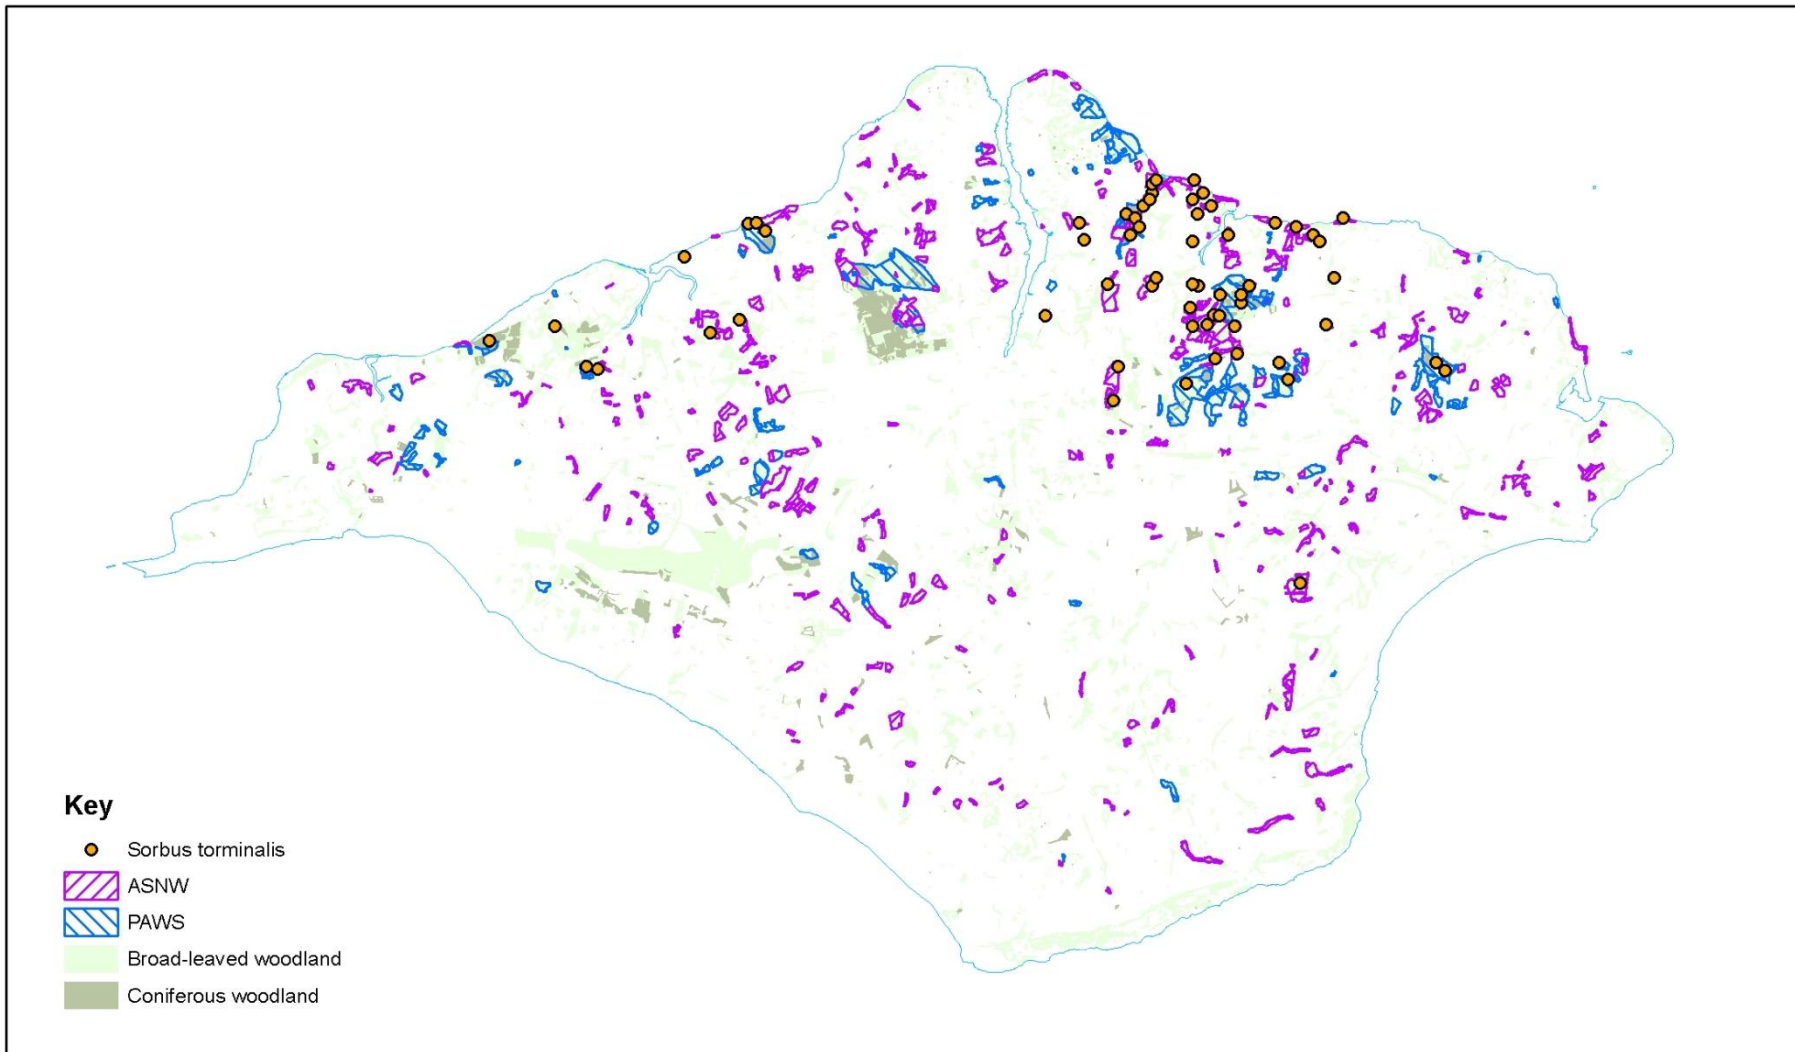 Key
Sorbus torminalis
ASNW
PAWS
Broad-leaved woodland
Coniferous woodland